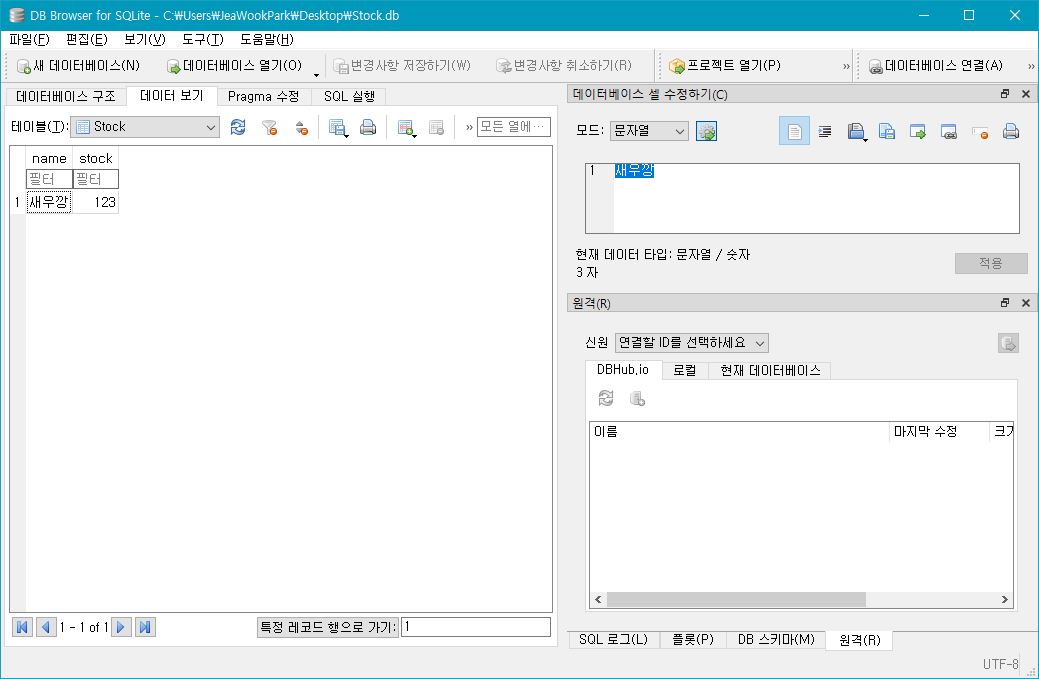 DB Browser for SQLite - C:₩Users₩JeaWookPark₩Desktop₩Stock.db
파일(F) 편집(E) 보기(V) 도구(T) 도움말(H)
새 데이터베이스(N) 데이터베이스 열기(O) 변경사항 저장하기(W) 변경사항 취소하기(R) 프로젝트 열기(P) » 데이터베이스 연결(A) »
데이터베이스 구조 데이터 보기 Pragma 수정 SQL 실행
테이블(T): Stock » 모든 열에…
name stock
필터 필터
1 새우깡 123
1 - 1 of 1 특정 레코드 행으로 가기: 1
데이터베이스 셀 수정하기(C)
모드: 문자열
1 새우깡
현재 데이터 타입: 문자열 / 숫자
3 자
적용
원격(R)
신원 연결할 ID를 선택하세요
DBHub.io 로컬 현재 데이터베이스
이름 마지막 수정 크기
SQL 로그(L) 플롯(P) DB 스키마(M) 원격(R)
UTF-8